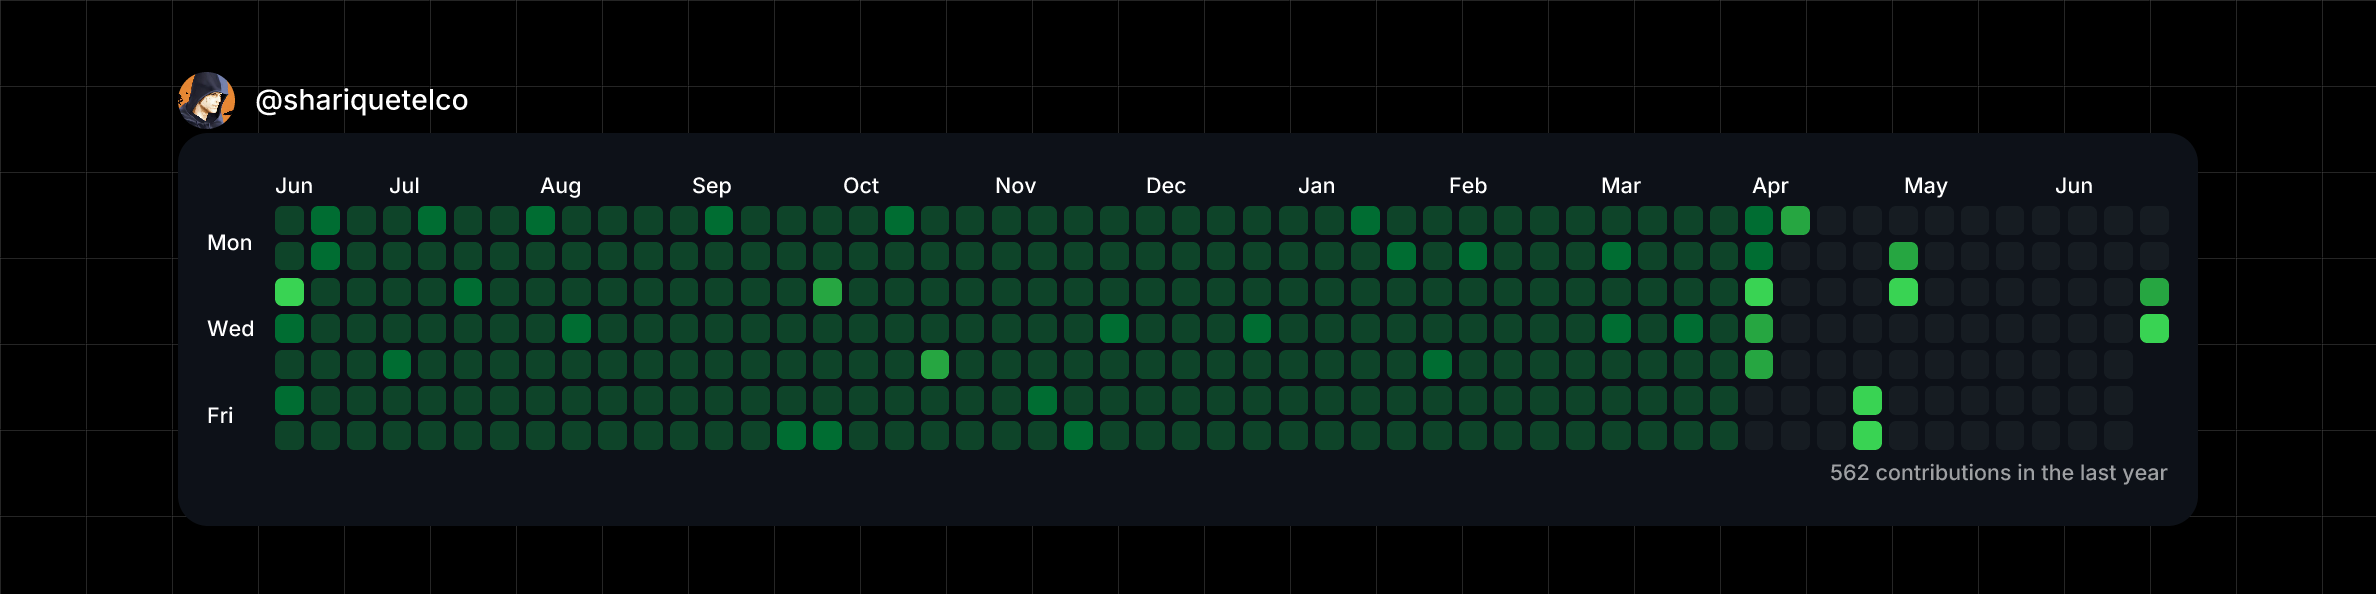 @shariquetelco
Jun Jul Aug Sep Oct Nov Dec Jan Feb Mar Apr May Jun
Mon
Wed
Fri
562 contributions in the last year